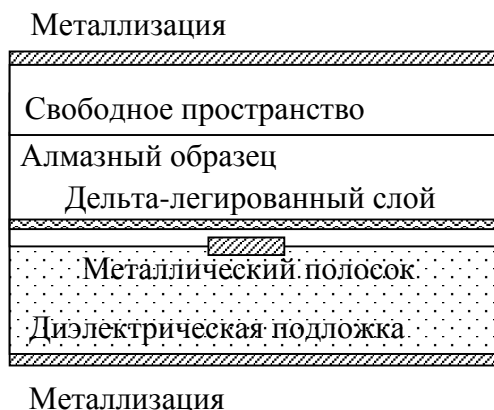 Металлизация
Свободное пространство
Алмазный образец
Дельта-легированный слой
Металлический полосок
Диэлектрическая подложка
Металлизация